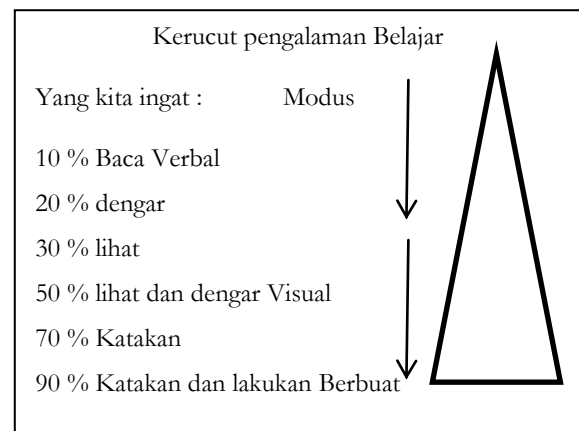 Kerucut pengalaman Belajar
Yang kita ingat : Modus
10 % Baca Verbal
20 % dengar
30 % lihat
50 % lihat dan dengar Visual
70 % Katakan
90 % Katakan dan lakukan Berbuat